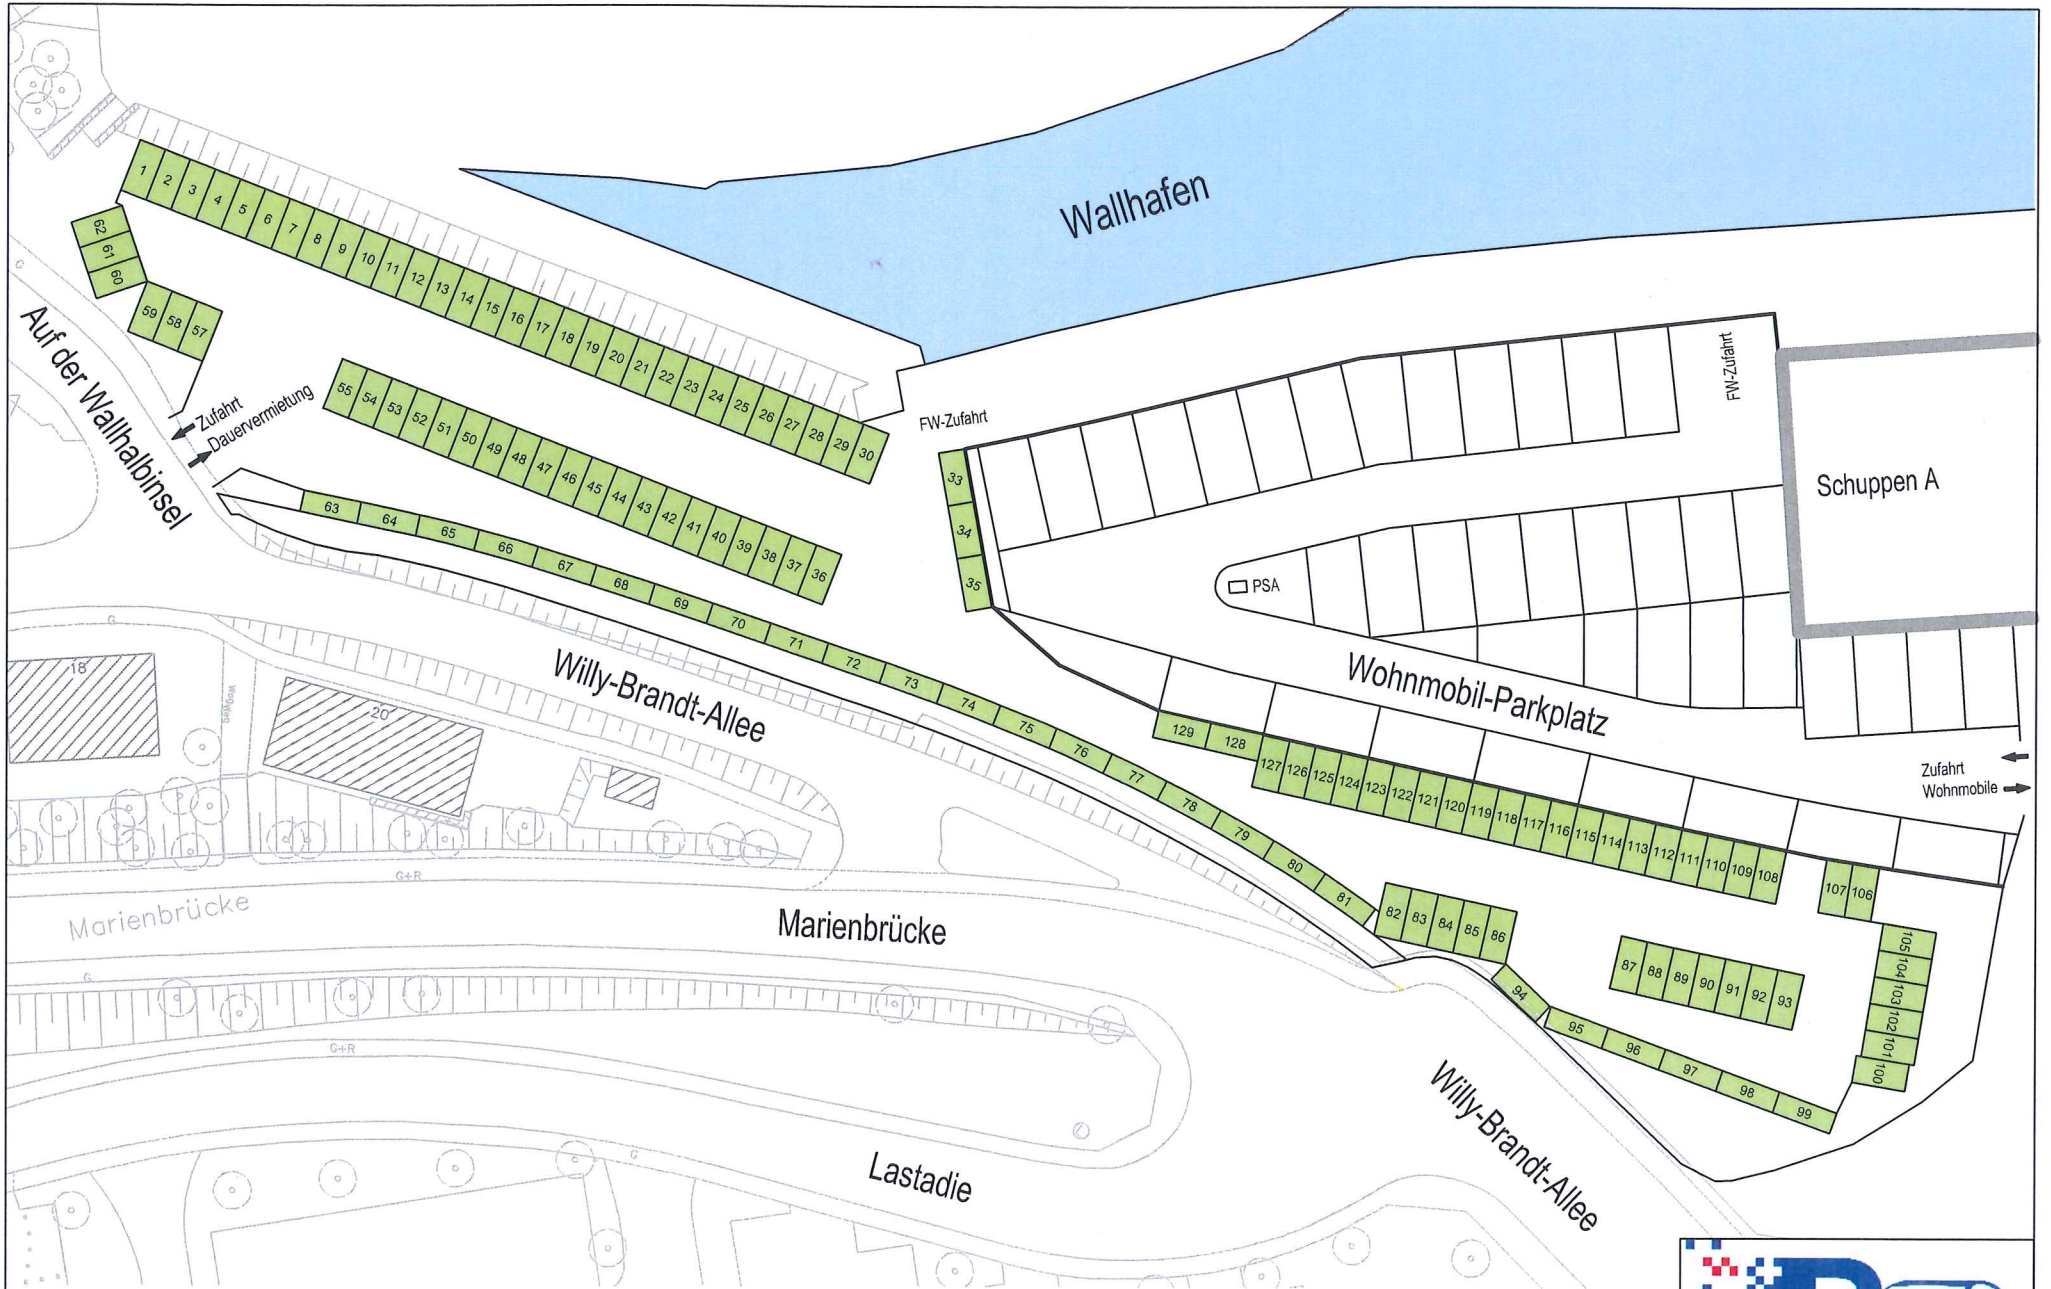 Wallhafen
1 2 3 4 5 6 7 8 9 10 11 12 13 14 15 16 17 18 19 20 21 22 23 24 25 26 27 28 29 30
62
61
60
59 58 57
Auf der Wallhalbinsel
Zufahrt
Dauervermietung
55 54 53 52 51 50 49 48 47 46 45 44 43 42 41 40 39 38 37 36
FW-Zufahrt
FW-Zufahrt
33
34
35
Schuppen A
PSA
63 64 65 66 67 68 69 70 71 72 73 74 75 76 77 78 79 80 81
Wohnmobil-Parkplatz
Zufahrt
Wohnmobile
129 128
127 126 125 124 123 122 121 120 119 118 117 116 115 114 113 112 111 110 109 108
107 106
82 83 84 85 86
87 88 89 90 91 92 93
105
104
103
102
101
100
94
95 96 97 98 99
G
G
18
20
Willy-Brandt-Allee
G+R
Marienbrücke
Marienbrücke
G
G+R
Lastadie
G
Willy-Brandt-Allee